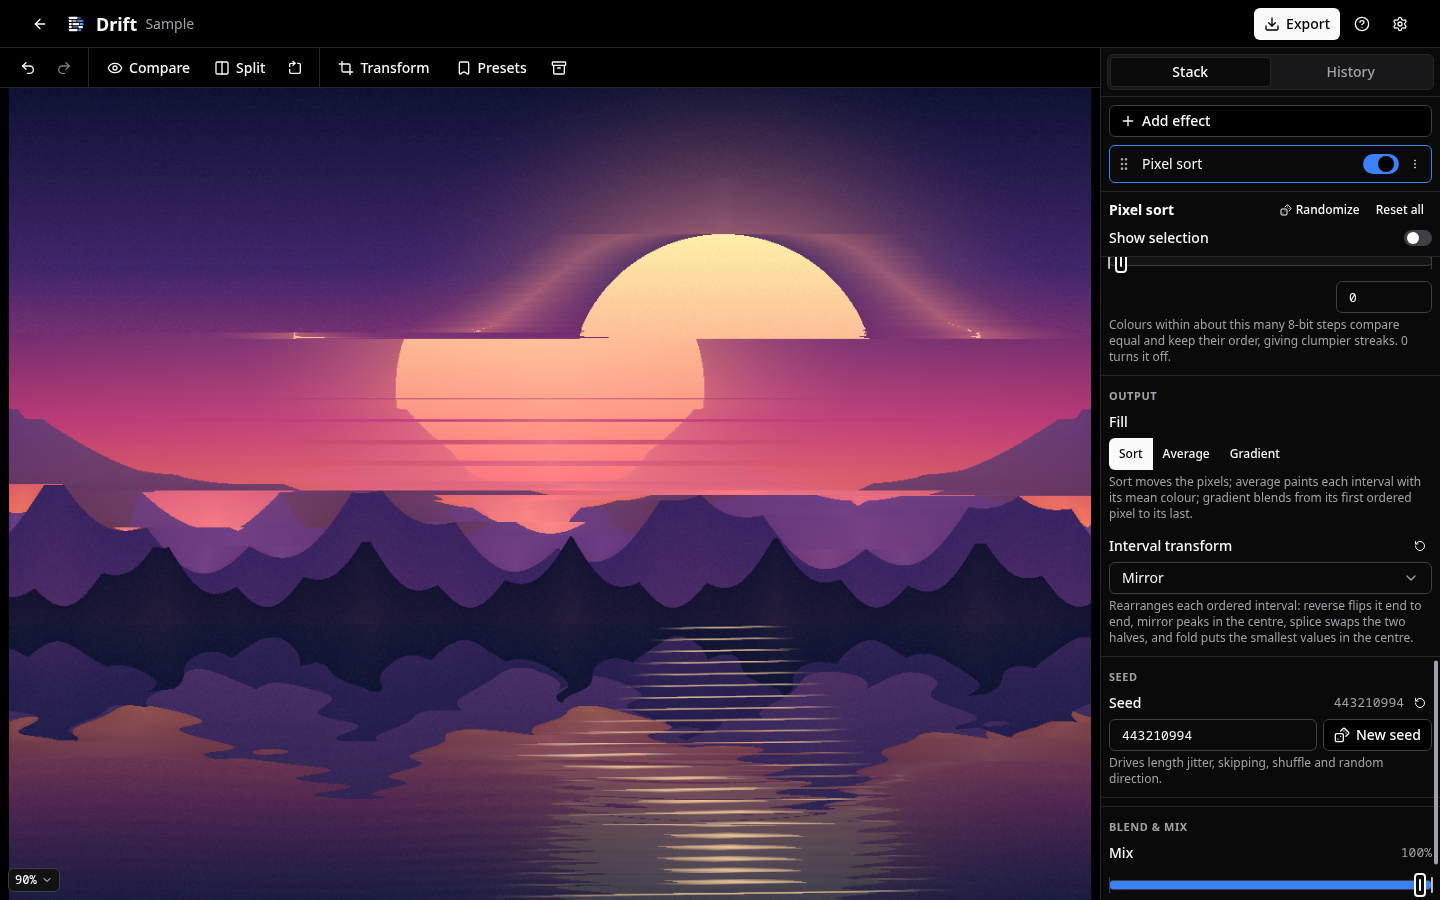 Drift Sample
Export
Compare
Split
Transform
Presets
Stack
History
Add effect
Pixel sort
Pixel sort
Randomize
Reset all
Show selection
0
Colours within about this many 8-bit steps compare
equal and keep their order, giving clumpier streaks. 0
turns it off.
OUTPUT
Fill
Sort
Average
Gradient
Sort moves the pixels; average paints each interval with
its mean colour; gradient blends from its first ordered
pixel to its last.
Interval transform
Mirror
Rearranges each ordered interval: reverse flips it end to
end, mirror peaks in the centre, splice swaps the two
halves, and fold puts the smallest values in the centre.
SEED
Seed
443210994
443210994
New seed
Drives length jitter, skipping, shuffle and random
direction.
BLEND & MIX
Mix
100%
90%